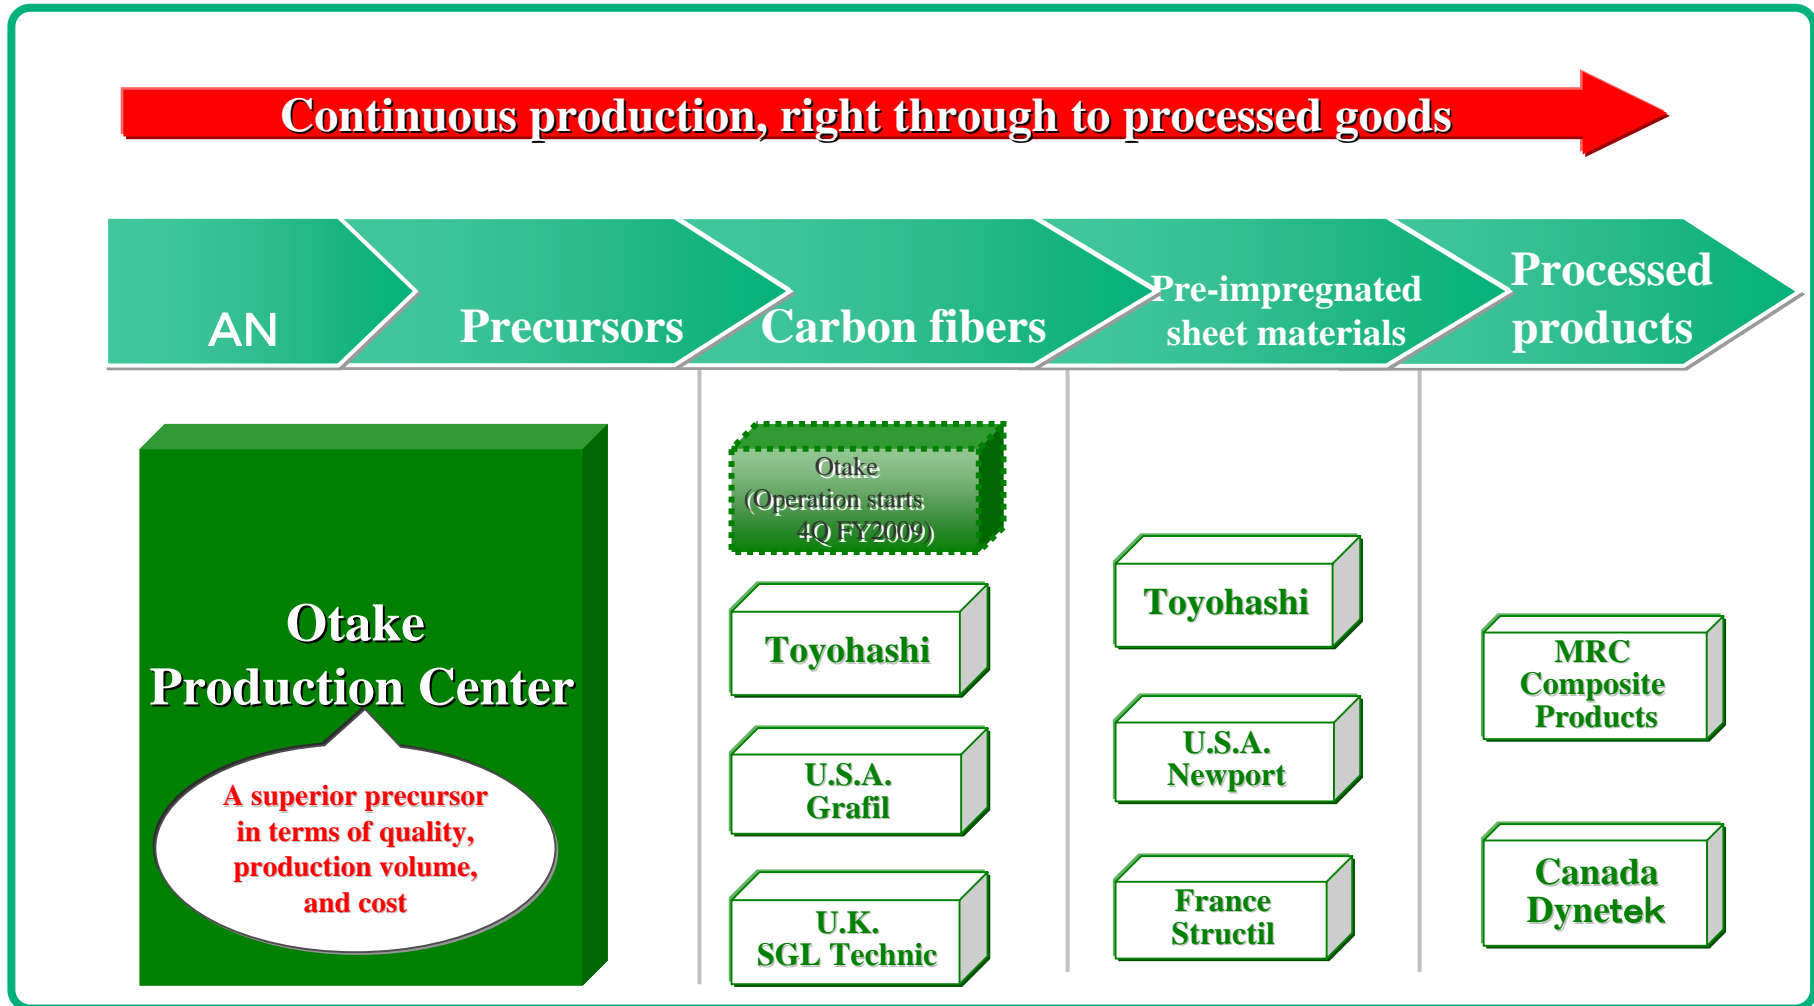 Continuous production, right through to processed goods
AN
Precursors
Carbon fibers
Pre-impregnated
sheet materials
Processed
products
Otake
Production Center
A superior precursor
in terms of quality,
production volume,
and cost
Otake
(Operation starts
4Q FY2009)
Toyohashi
U.S.A.
Grafil
U.K.
SGL Technic
Toyohashi
U.S.A.
Newport
France
Structil
MRC
Composite
Products
Canada
Dynetek